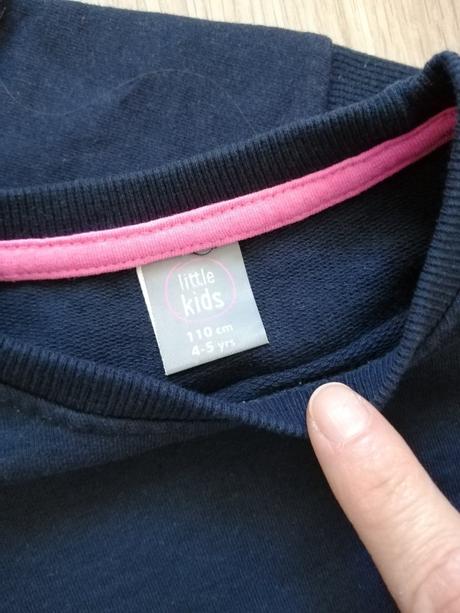 little
kids
110 cm
4-5 yrs